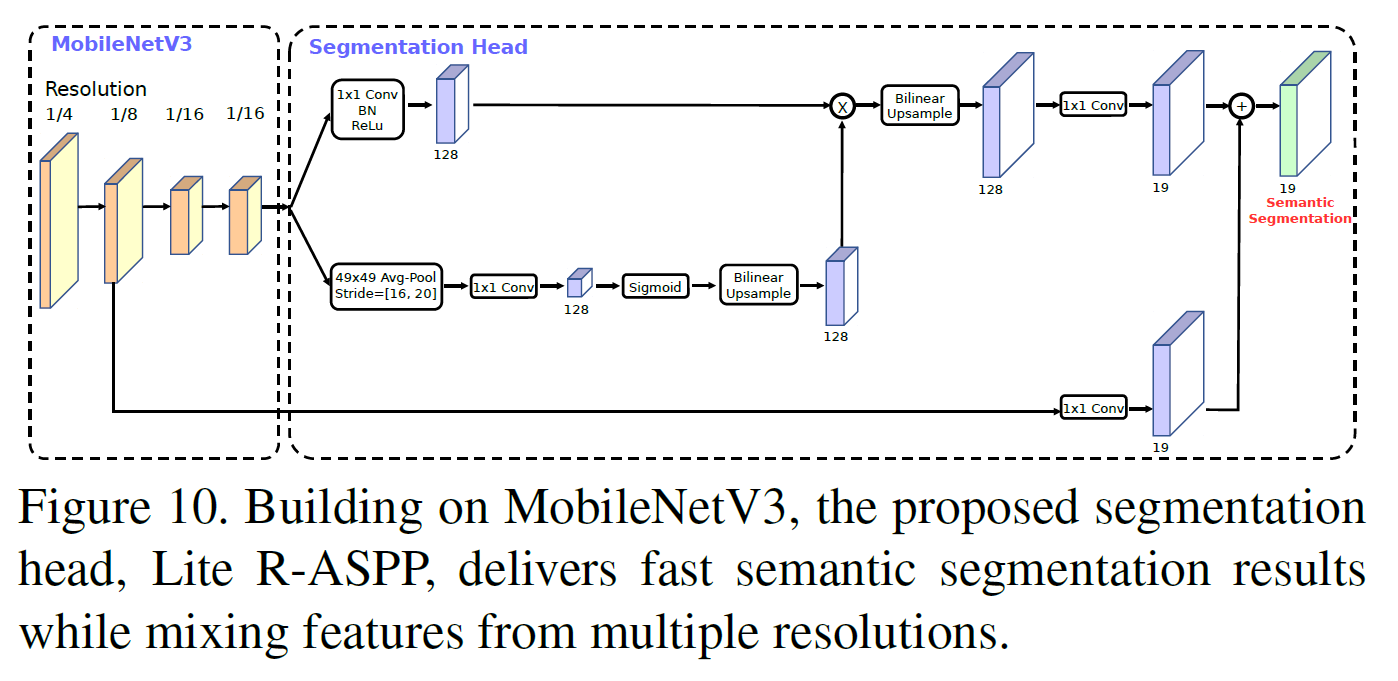 MobileNetV3
Segmentation Head
Resolution
1/4 1/8 1/16 1/16
1x1 Conv
BN
ReLu
128
X
Bilinear
Upsample
128
1x1 Conv
19
+
19
Semantic
Segmentation
49x49 Avg-Pool
Stride=[16, 20]
1x1 Conv
128
Sigmoid
Bilinear
Upsample
128
1x1 Conv
19
Figure 10. Building on MobileNetV3, the proposed segmentation
head, Lite R-ASPP, delivers fast semantic segmentation results
while mixing features from multiple resolutions.